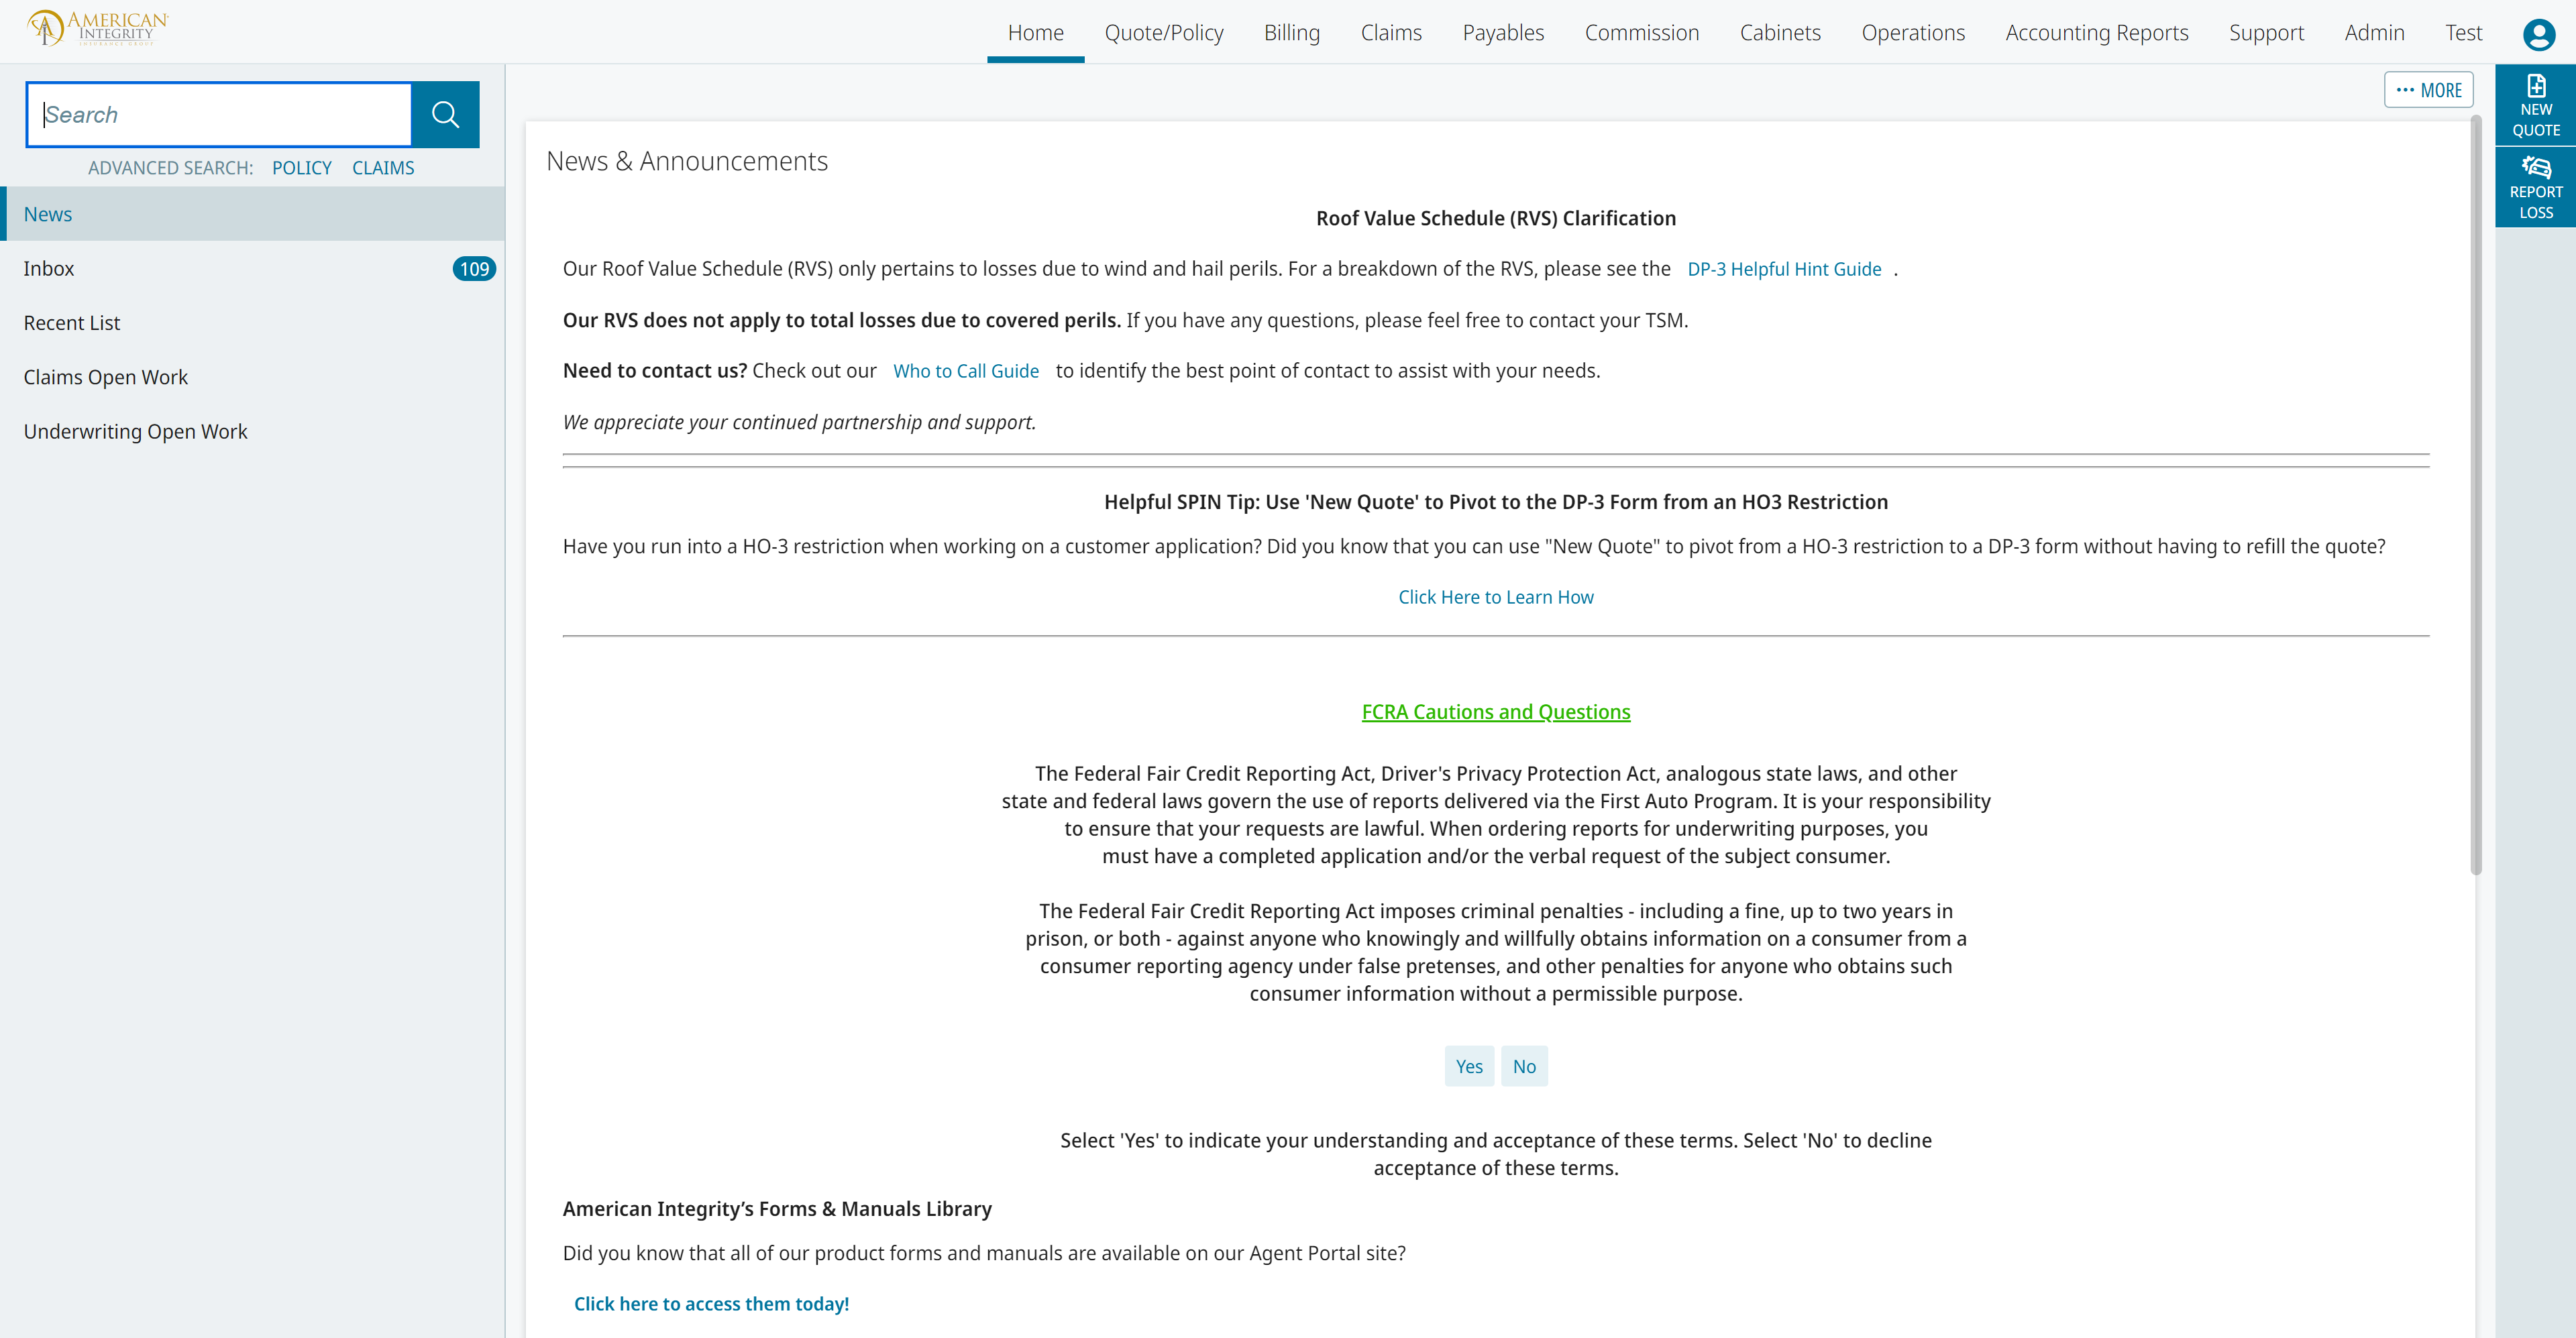 AMERICAN
INTEGRITY
INSURANCE GROUP
Home Quote/Policy Billing Claims Payables Commission Cabinets Operations Accounting Reports Support Admin Test
Search
ADVANCED SEARCH: POLICY CLAIMS
News
Inbox 109
Recent List
Claims Open Work
Underwriting Open Work
••• MORE
NEW
QUOTE
REPORT
LOSS
News & Announcements
Roof Value Schedule (RVS) Clarification
Our Roof Value Schedule (RVS) only pertains to losses due to wind and hail perils. For a breakdown of the RVS, please see the DP-3 Helpful Hint Guide .
Our RVS does not apply to total losses due to covered perils. If you have any questions, please feel free to contact your TSM.
Need to contact us? Check out our Who to Call Guide to identify the best point of contact to assist with your needs.
We appreciate your continued partnership and support.
Helpful SPIN Tip: Use 'New Quote' to Pivot to the DP-3 Form from an HO3 Restriction
Have you run into a HO-3 restriction when working on a customer application? Did you know that you can use "New Quote" to pivot from a HO-3 restriction to a DP-3 form without having to refill the quote?
Click Here to Learn How
FCRA Cautions and Questions
The Federal Fair Credit Reporting Act, Driver's Privacy Protection Act, analogous state laws, and other
state and federal laws govern the use of reports delivered via the First Auto Program. It is your responsibility
to ensure that your requests are lawful. When ordering reports for underwriting purposes, you
must have a completed application and/or the verbal request of the subject consumer.
The Federal Fair Credit Reporting Act imposes criminal penalties - including a fine, up to two years in
prison, or both - against anyone who knowingly and willfully obtains information on a consumer from a
consumer reporting agency under false pretenses, and other penalties for anyone who obtains such
consumer information without a permissible purpose.
Yes No
Select 'Yes' to indicate your understanding and acceptance of these terms. Select 'No' to decline
acceptance of these terms.
American Integrity’s Forms & Manuals Library
Did you know that all of our product forms and manuals are available on our Agent Portal site?
Click here to access them today!